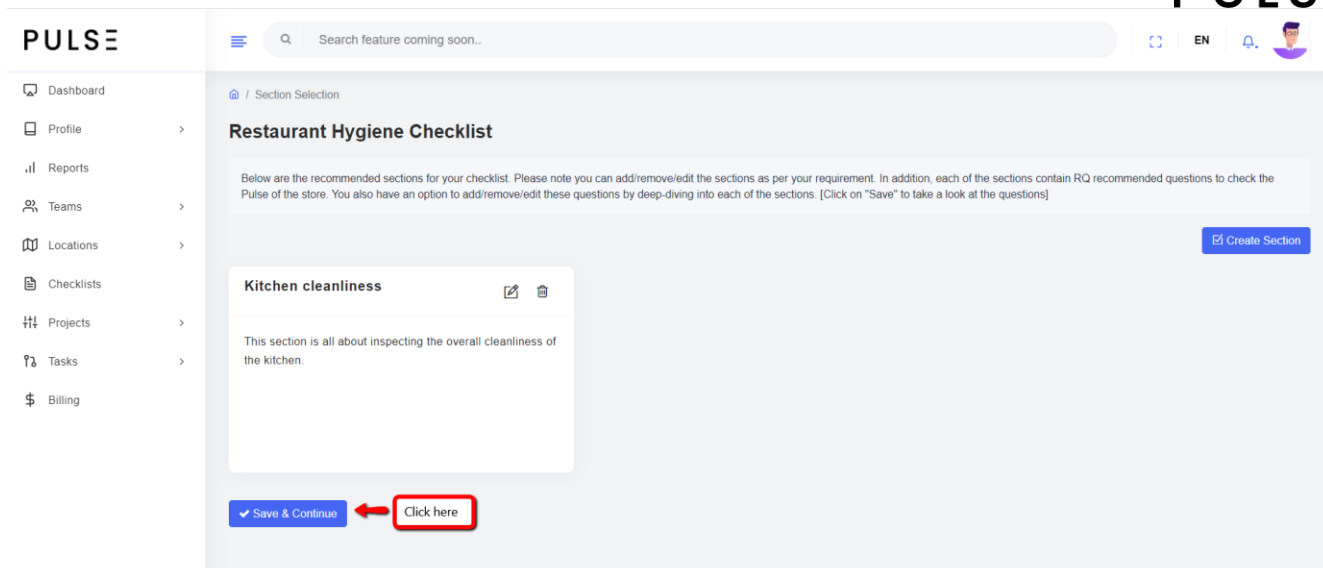 PULSE
Search feature coming soon..
EN
Dashboard
Profile
Reports
Teams
Locations
Checklists
Projects
Tasks
Billing
/ Section Selection
Restaurant Hygiene Checklist
Below are the recommended sections for your checklist. Please note you can add/remove/edit the sections as per your requirement. In addition, each of the sections contain RQ recommended questions to check the
Pulse of the store. You also have an option to add/remove/edit these questions by deep-diving into each of the sections. [Click on "Save" to take a look at the questions]
Create Section
Kitchen cleanliness
This section is all about inspecting the overall cleanliness of
the kitchen.
Save & Continue
Click here